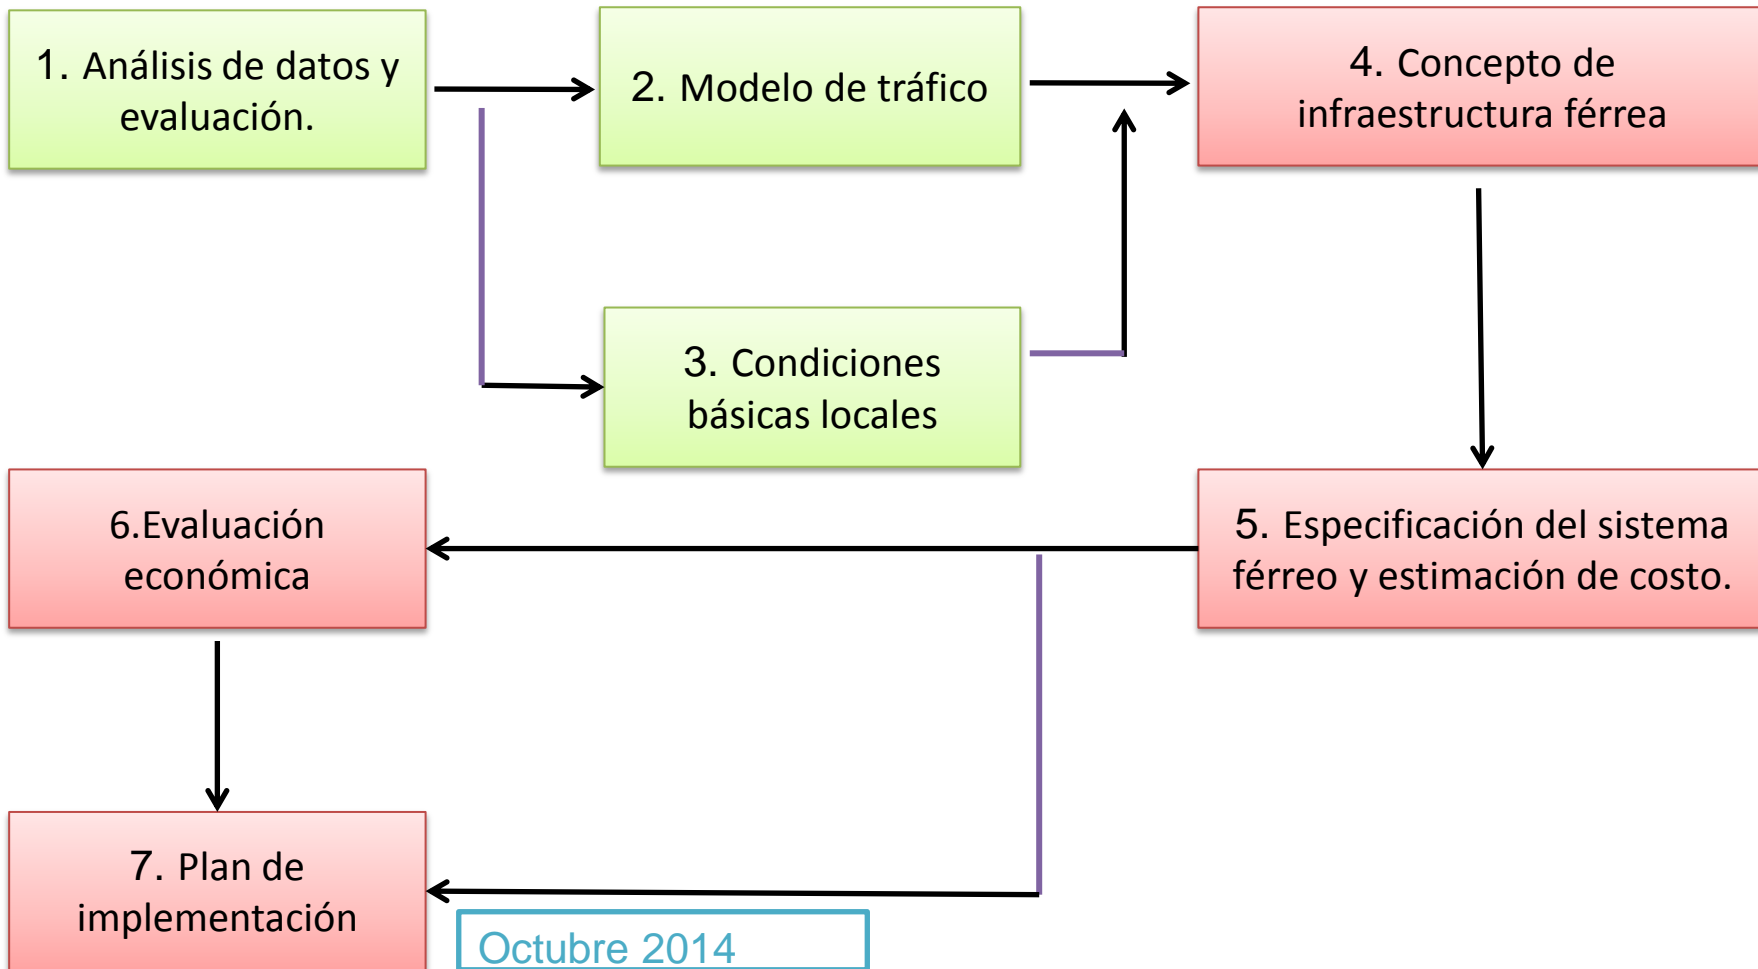 1. Análisis de datos y
evaluación.
2. Modelo de tráfico
4. Concepto de
infraestructura férrea
3. Condiciones
básicas locales
6.Evaluación
económica
5. Especificación del sistema
férreo y estimación de costo.
7. Plan de
implementación
Octubre 2014